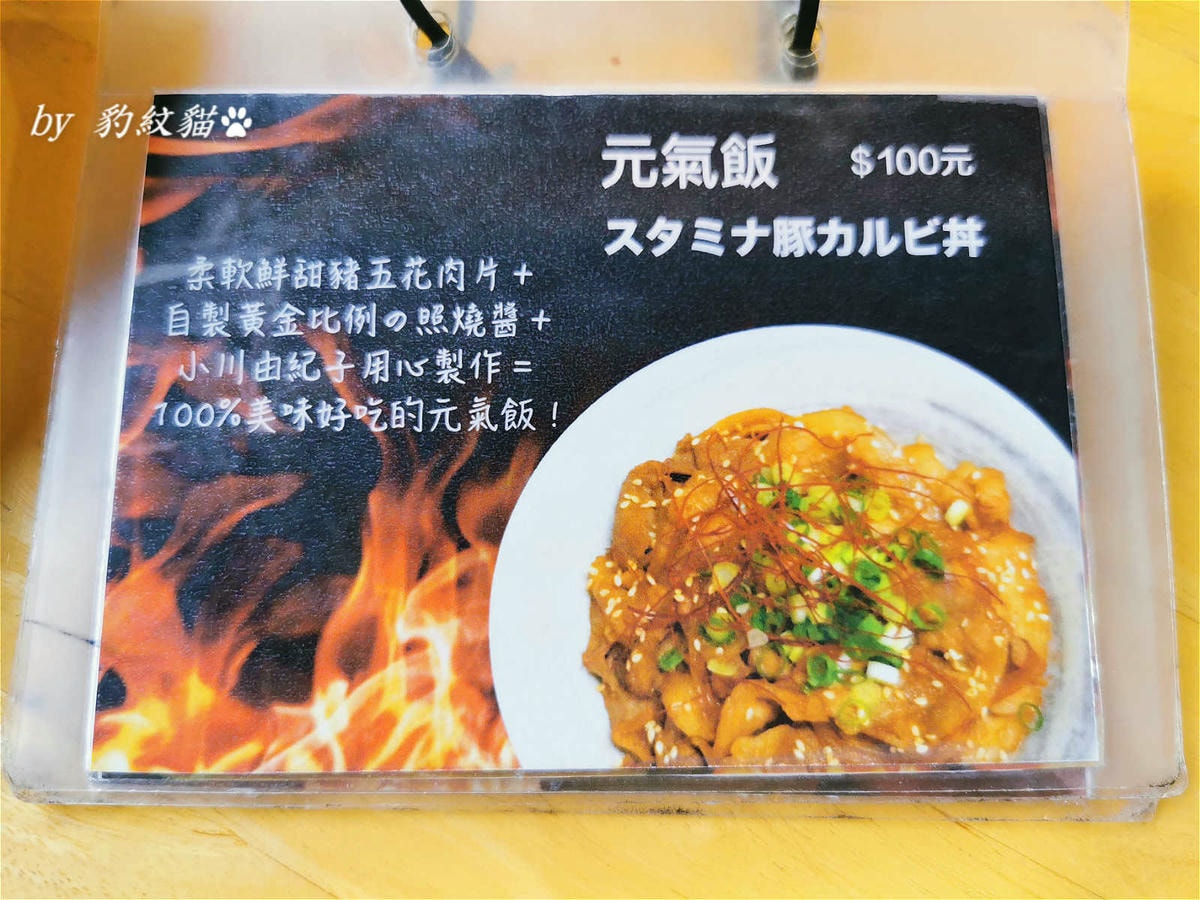 by 豹紋貓
元氣飯 $100元
スタミナ豚カルビ丼
柔軟鮮甜豬五花肉片+
自製黃金比例の照燒醬+
小川由紀子用心製作=
100%美味好吃的元氣飯!